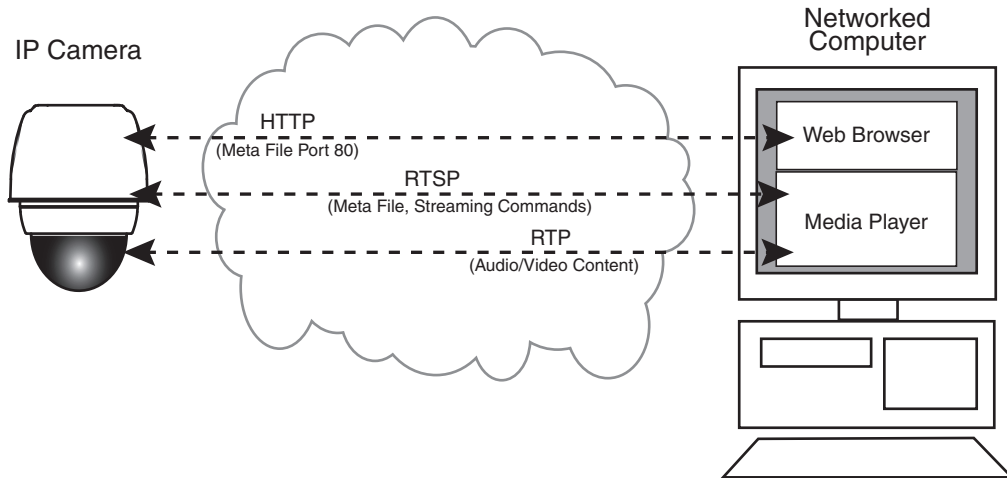 IP Camera
Networked
Computer
HTTP
(Meta File Port 80)
Web Browser
RTSP
(Meta File, Streaming Commands)
Media Player
RTP
(Audio/Video Content)